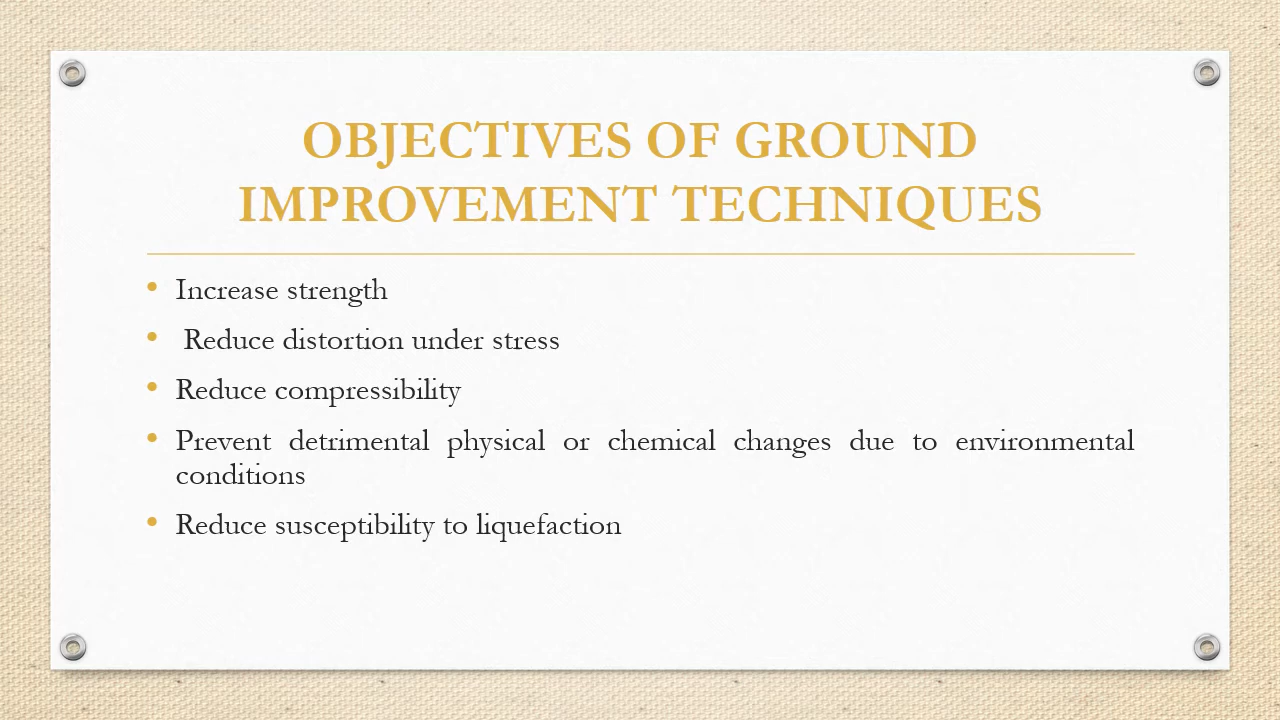 OBJECTIVES OF GROUND
IMPROVEMENT TECHNIQUES
• Increase strength
• Reduce distortion under stress
• Reduce compressibility
• Prevent detrimental physical or chemical changes due to environmental
conditions
• Reduce susceptibility to liquefaction